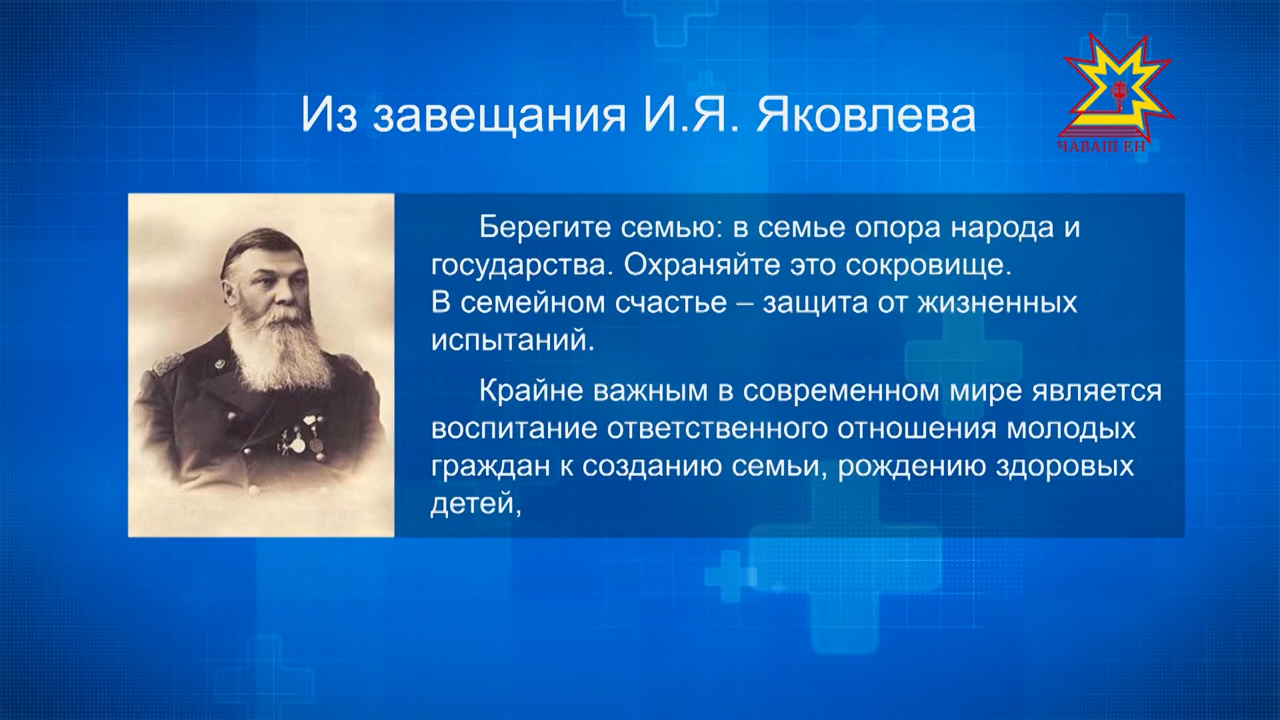 Из завещания И.Я. Яковлева
ЧАВАШ ЕН
Берегите семью: в семье опора народа и
государства. Охраняйте это сокровище.
В семейном счастье – защита от жизненных
испытаний.
Крайне важным в современном мире является
воспитание ответственного отношения молодых
граждан к созданию семьи, рождению здоровых
детей,